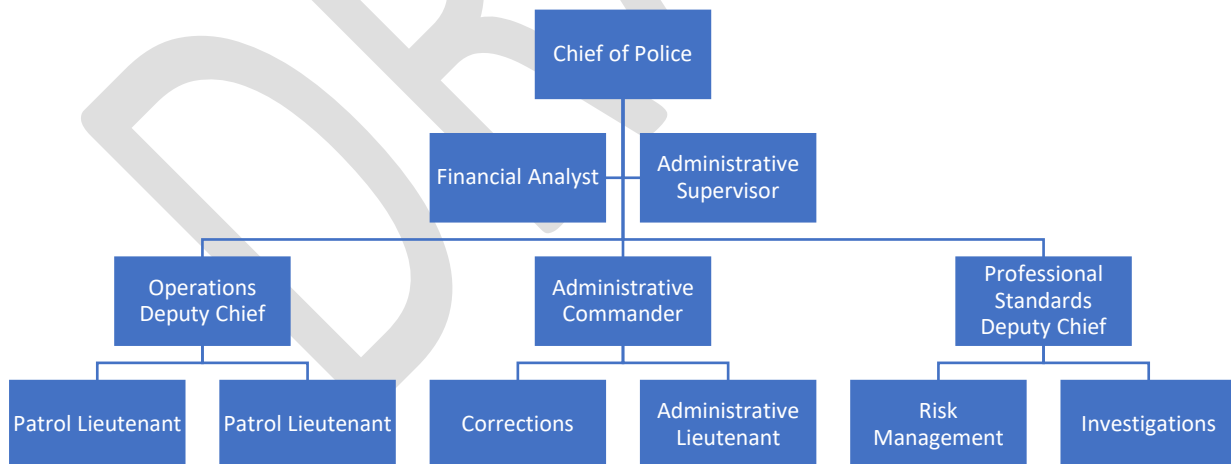 Chief of Police
Financial Analyst
Administrative
Supervisor
Operations
Deputy Chief
Administrative
Commander
Professional
Standards
Deputy Chief
Patrol Lieutenant
Patrol Lieutenant
Corrections
Administrative
Lieutenant
Risk
Management
Investigations